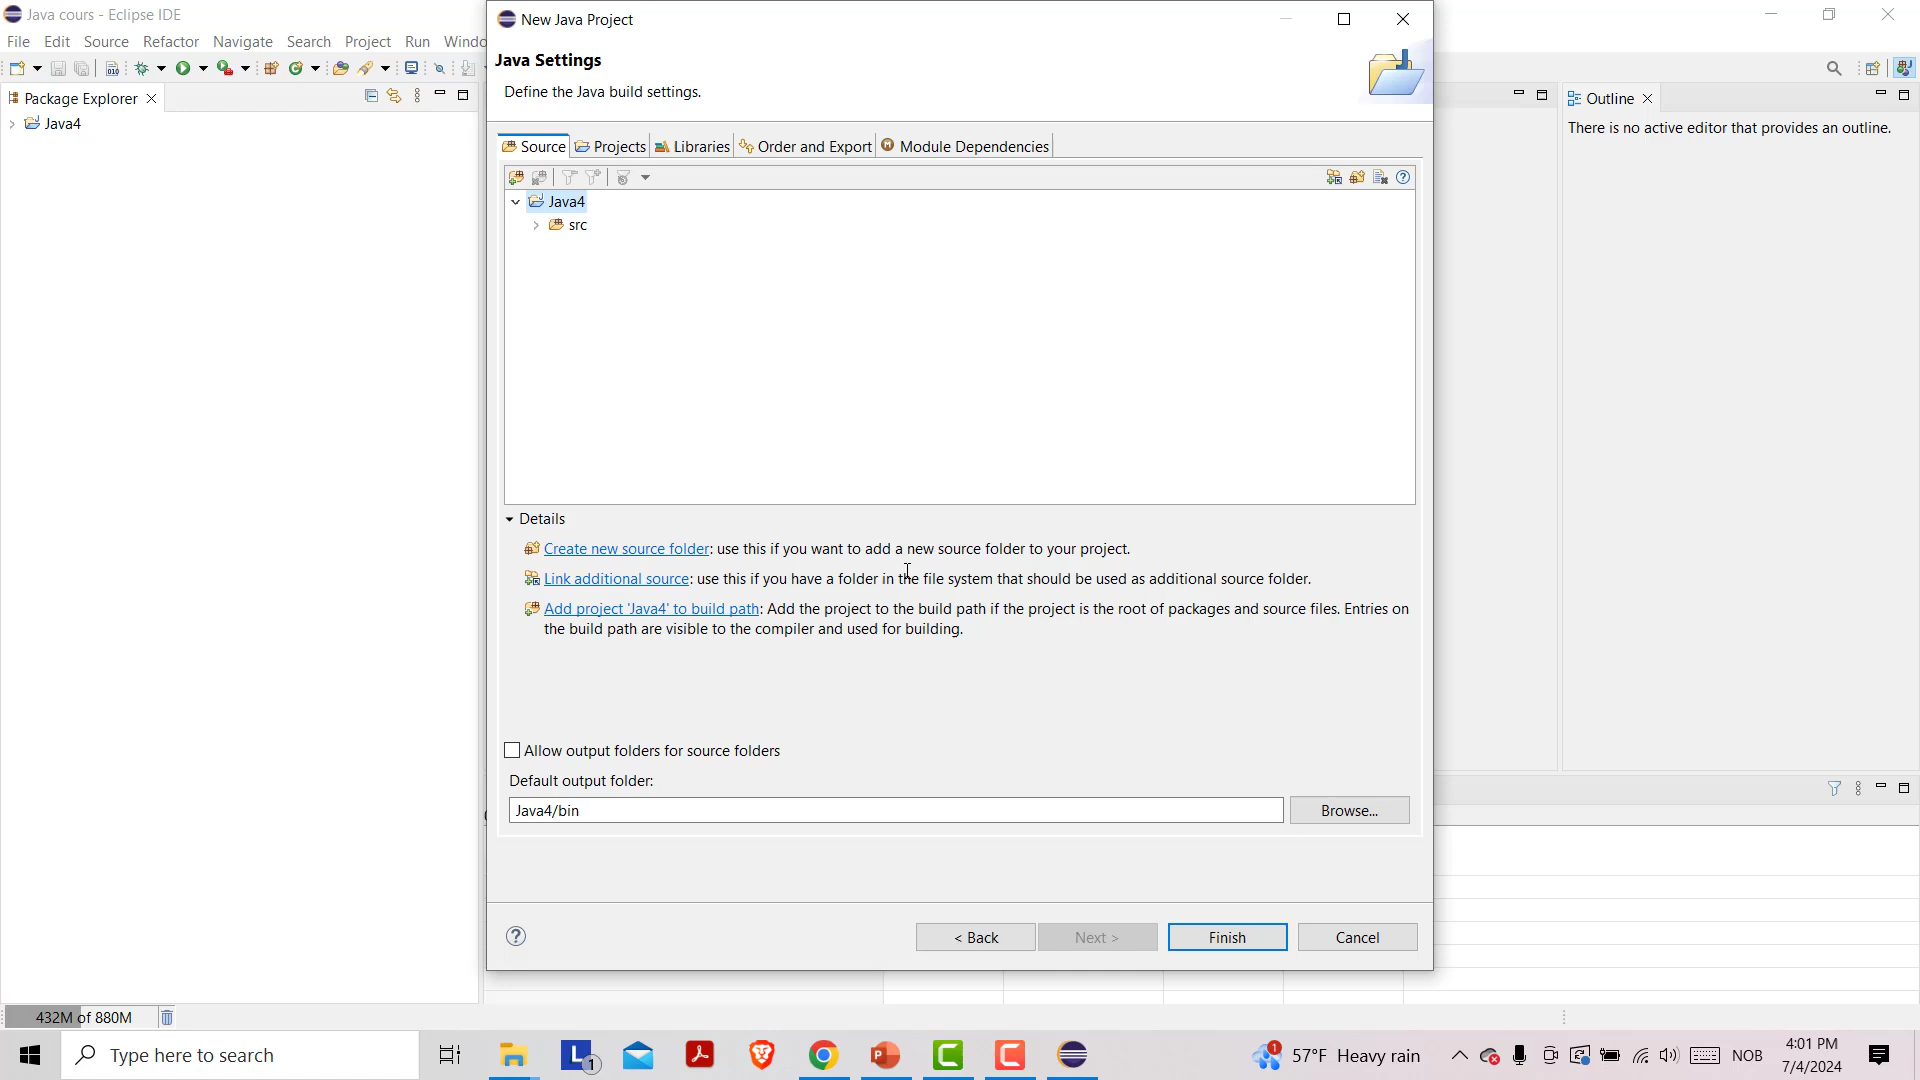 Java cours - Eclipse IDE
File Edit Source Refactor Navigate Search Project Run Windo
Package Explorer
Java4
New Java Project
Java Settings
Define the Java build settings.
Source Projects Libraries Order and Export Module Dependencies
Java4
src
Details
Create new source folder: use this if you want to add a new source folder to your project.
Link additional source: use this if you have a folder in the file system that should be used as additional source folder.
Add project 'Java4' to build path: Add the project to the build path if the project is the root of packages and source files. Entries on
the build path are visible to the compiler and used for building.
Allow output folders for source folders
Default output folder:
Java4/bin
Browse...
< Back Next > Finish Cancel
Outline
There is no active editor that provides an outline.
432M of 880M
Type here to search
57°F Heavy rain
NOB
4:01 PM
7/4/2024